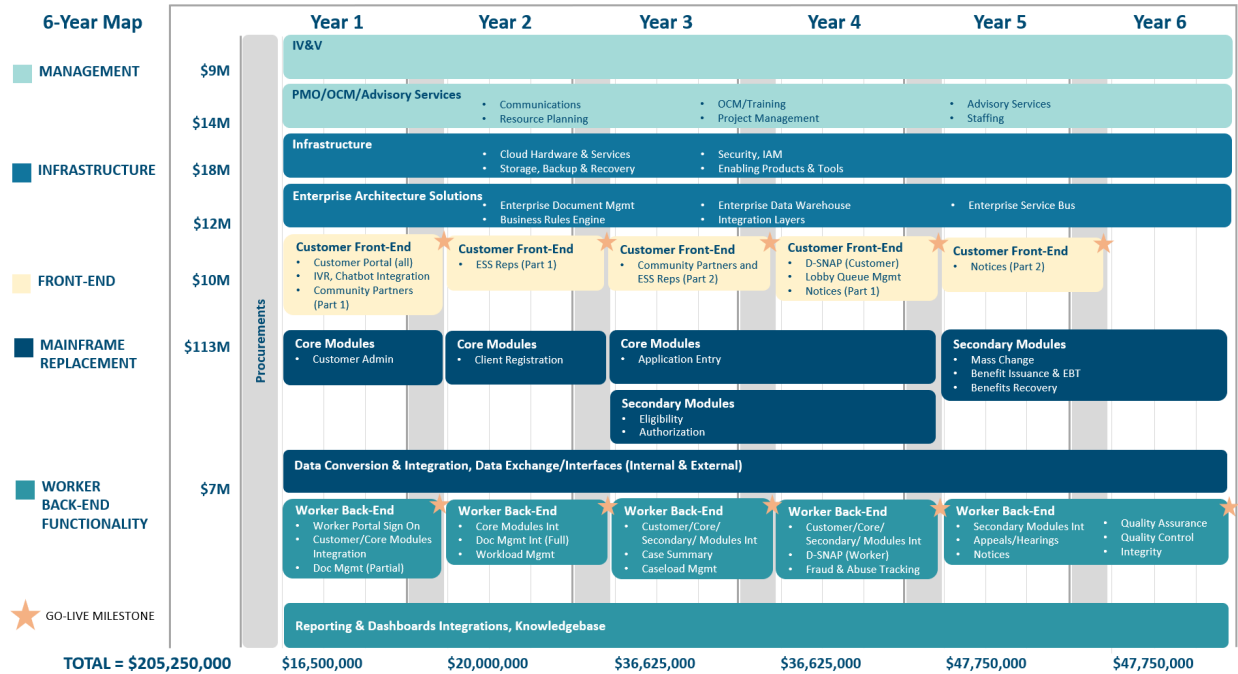 6-Year Map
Year 1
Year 2
Year 3
Year 4
Year 5
Year 6
MANAGEMENT
$9M
IV&V
$14M
PMO/OCM/Advisory Services
• Communications
• Resource Planning
• OCM/Training
• Project Management
• Advisory Services
• Staffing
INFRASTRUCTURE
$18M
Infrastructure
• Cloud Hardware & Services
• Storage, Backup & Recovery
• Security, IAM
• Enabling Products & Tools
$12M
Enterprise Architecture Solutions
• Enterprise Document Mgmt
• Business Rules Engine
• Enterprise Data Warehouse
• Integration Layers
• Enterprise Service Bus
Procurements
FRONT-END
$10M
Customer Front-End
• Customer Portal (all)
• IVR, Chatbot Integration
• Community Partners
(Part 1)
Customer Front-End
• ESS Reps (Part 1)
Customer Front-End
• Community Partners and
ESS Reps (Part 2)
Customer Front-End
• D-SNAP (Customer)
• Lobby Queue Mgmt
• Notices (Part 1)
Customer Front-End
• Notices (Part 2)
MAINFRAME
REPLACEMENT
$113M
Core Modules
• Customer Admin
Core Modules
• Client Registration
Core Modules
• Application Entry
Secondary Modules
• Mass Change
• Benefit Issuance & EBT
• Benefits Recovery
Secondary Modules
• Eligibility
• Authorization
Data Conversion & Integration, Data Exchange/Interfaces (Internal & External)
WORKER
BACK-END
FUNCTIONALITY
$7M
Worker Back-End
• Worker Portal Sign On
• Customer/Core Modules
Integration
• Doc Mgmt (Partial)
Worker Back-End
• Core Modules Int
• Doc Mgmt Int (Full)
• Workload Mgmt
Worker Back-End
• Customer/Core/
Secondary/ Modules Int
• Case Summary
• Caseload Mgmt
Worker Back-End
• Customer/Core/
Secondary/ Modules Int
• D-SNAP (Worker)
• Fraud & Abuse Tracking
Worker Back-End
• Secondary Modules Int
• Appeals/Hearings
• Notices
• Quality Assurance
• Quality Control
• Integrity
GO-LIVE MILESTONE
Reporting & Dashboards Integrations, Knowledgebase
TOTAL = $205,250,000
$16,500,000
$20,000,000
$36,625,000
$36,625,000
$47,750,000
$47,750,000